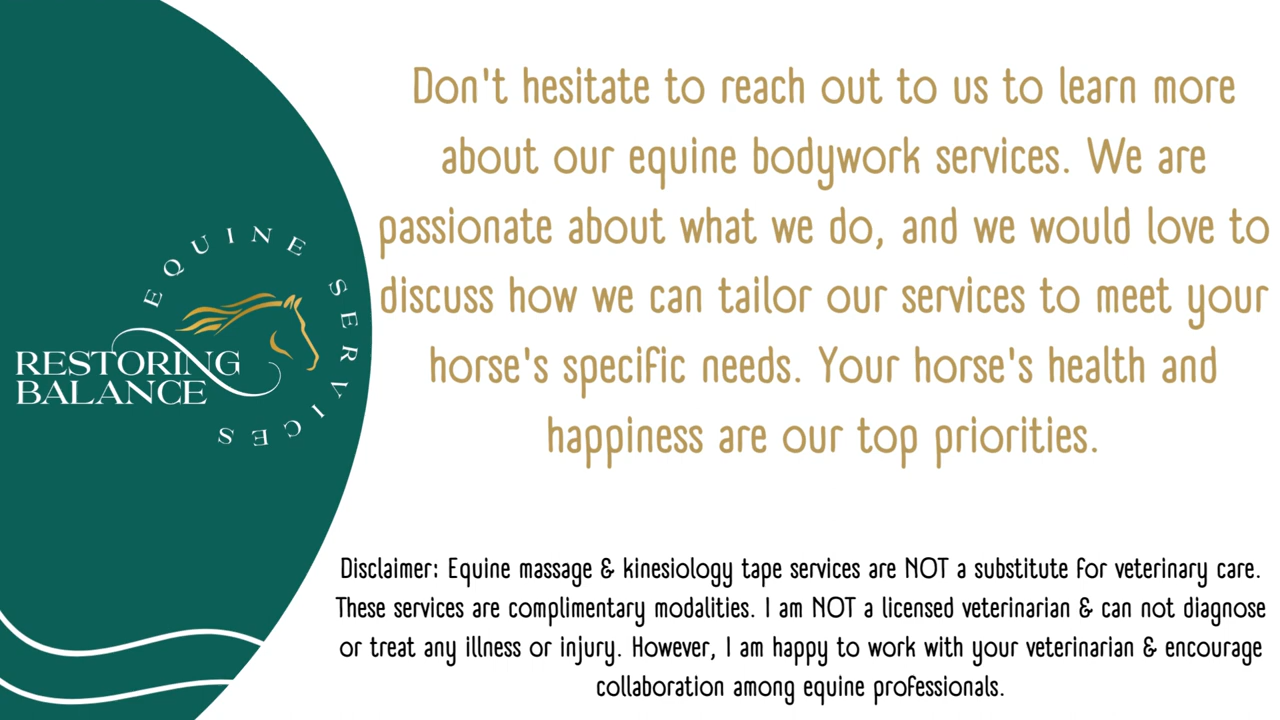 EQUINE SERVICES
RESTORING
BALANCE
Don't hesitate to reach out to us to learn more
about our equine bodywork services. We are
passionate about what we do, and we would love to
discuss how we can tailor our services to meet your
horse's specific needs. Your horse's health and
happiness are our top priorities.
Disclaimer: Equine massage & kinesiology tape services are NOT a substitute for veterinary care.
These services are complimentary modalities. I am NOT a licensed veterinarian & can not diagnose
or treat any illness or injury. However, I am happy to work with your veterinarian & encourage
collaboration among equine professionals.